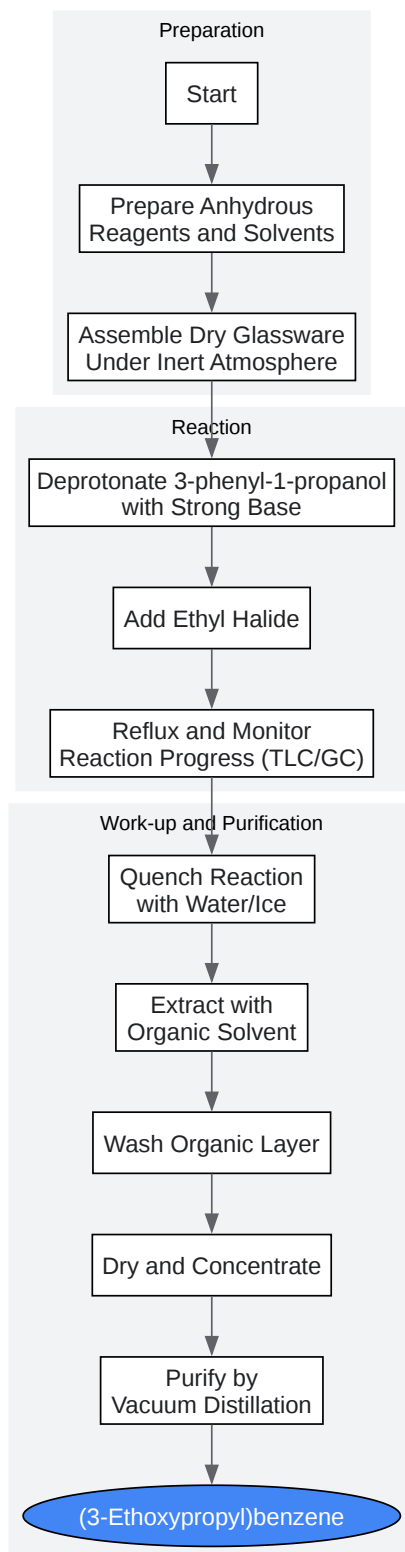 Preparation
Start
Prepare Anhydrous
Reagents and Solvents
Assemble Dry Glassware
Under Inert Atmosphere
Reaction
Deprotonate 3-phenyl-1-propanol
with Strong Base
Add Ethyl Halide
Reflux and Monitor
Reaction Progress (TLC/GC)
Work-up and Purification
Quench Reaction
with Water/Ice
Extract with
Organic Solvent
Wash Organic Layer
Dry and Concentrate
Purify by
Vacuum Distillation
(3-Ethoxypropyl)benzene